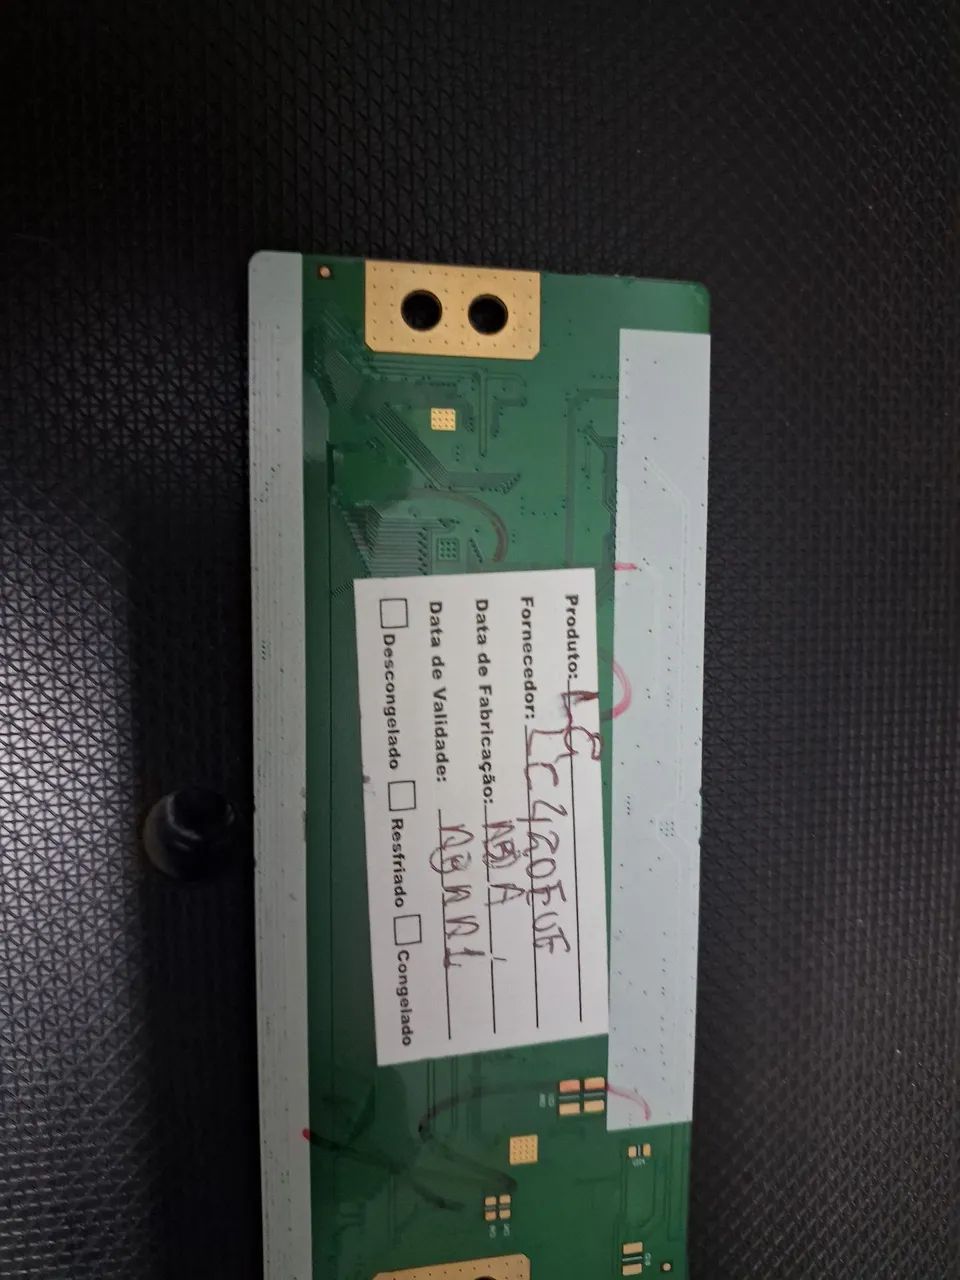 Produto: LG
Fornecedor: LC420EUF
Data de Fabricação:
Data de Validade:
Descongelado Resfriado Congelado